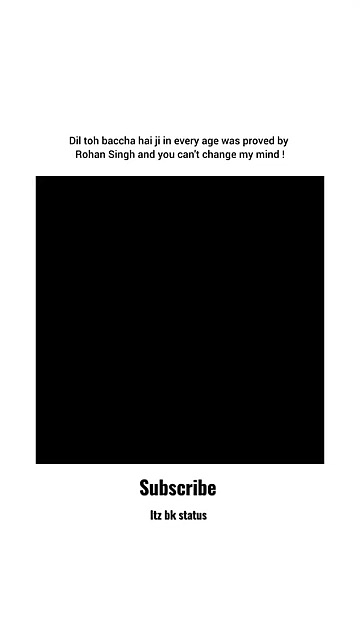 Dil toh baccha hai ji in every age was proved by
Rohan Singh and you can't change my mind !
Subscribe
Itz bk status